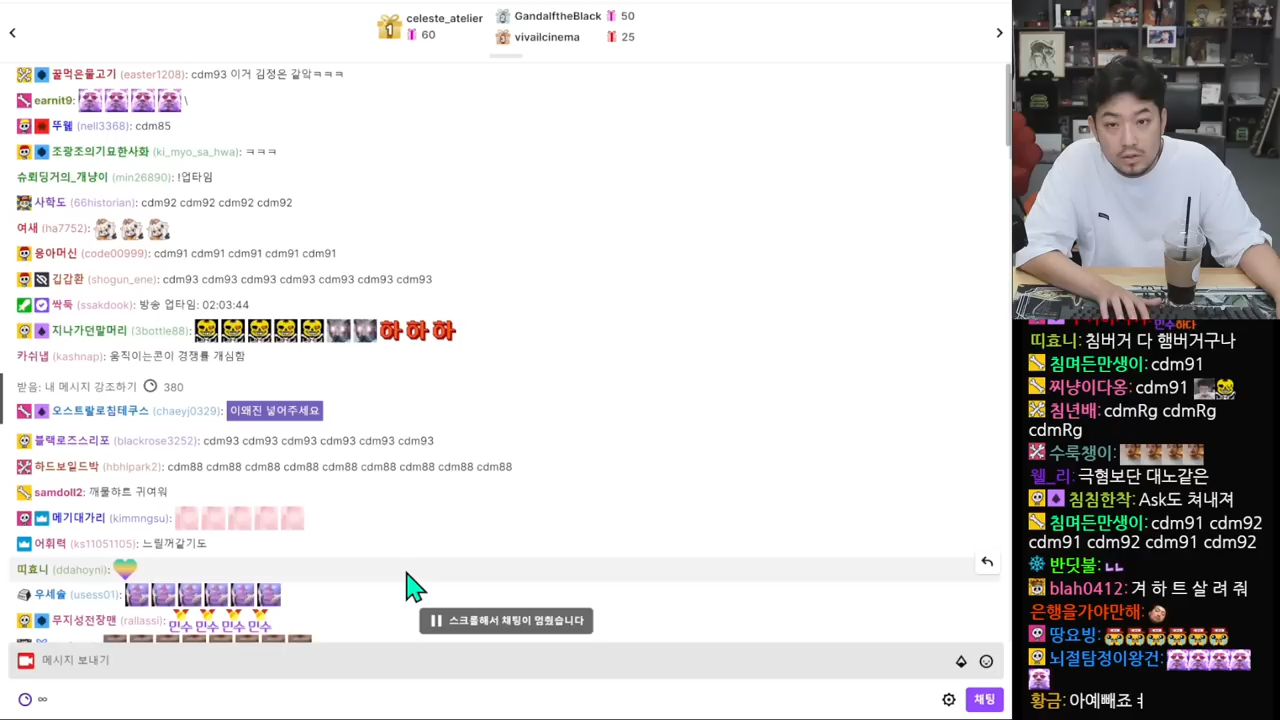 celeste_atelier
60
GandalftheBlack 50
vivailcinema 25
꿀먹은물고기 (easter1208): cdm93 이거 김정은 같악ㅋㅋㅋ
earnit9: \
뚜웰 (nell3368): cdm85
조광조의기묘한사화 (ki_myo_sa_hwa): ㅋㅋㅋ
슈뢰딩거의_개냥이 (min26890): !업타임
사학도 (66historian): cdm92 cdm92 cdm92 cdm92
여새 (ha7752):
응아머신 (code00999): cdm91 cdm91 cdm91 cdm91 cdm91
김갑환 (shogun_ene): cdm93 cdm93 cdm93 cdm93 cdm93 cdm93 cdm93
싹둑 (ssakdook): 방송 업타임: 02:03:44
지나가던말머리 (3bottle88): 하 하 하
카쉬냅 (kashnap): 움직이는콘이 경쟁률 개심함
받음: 내 메시지 강조하기 380
오스트랄로침테쿠스 (chaeyj0329): 이왜진 넣어주세요
블랙로즈스리포 (blackrose3252): cdm93 cdm93 cdm93 cdm93 cdm93 cdm93
하드보일드박 (hbhlpark2): cdm88 cdm88 cdm88 cdm88 cdm88 cdm88 cdm88 cdm88 cdm88
samdoll2: 깨룰하트 귀여워
메기대가리 (kimmngsu):
어휘력 (ks11051105): 느릴꺼같기도
띠효니 (ddahoyni):
우세솔 (usess01):
무지성전장맨 (rallassi): 민수 민수 민수 민수
스크롤해서 채팅이 멈췄습니다
메시지 보내기
채팅
민수하다
띠효니: 침버거 다 햄버거구나
침며든만생이: cdm91
찌냥이다옹: cdm91
침년배: cdmRg cdmRg
cdmRg
수룩챙이:
웰_리: 극혐보단 대노같은
침침한착: Ask도 쳐내져
침며든만생이: cdm91 cdm92
cdm91 cdm92 cdm91 cdm92
반딧불: ㄴㄴ
blah0412: 겨 하 트 살 려 줘
은행을가야만해:
땅요빙:
뇌절탐정이왕건:
황금: 아예빼죠ㅕ